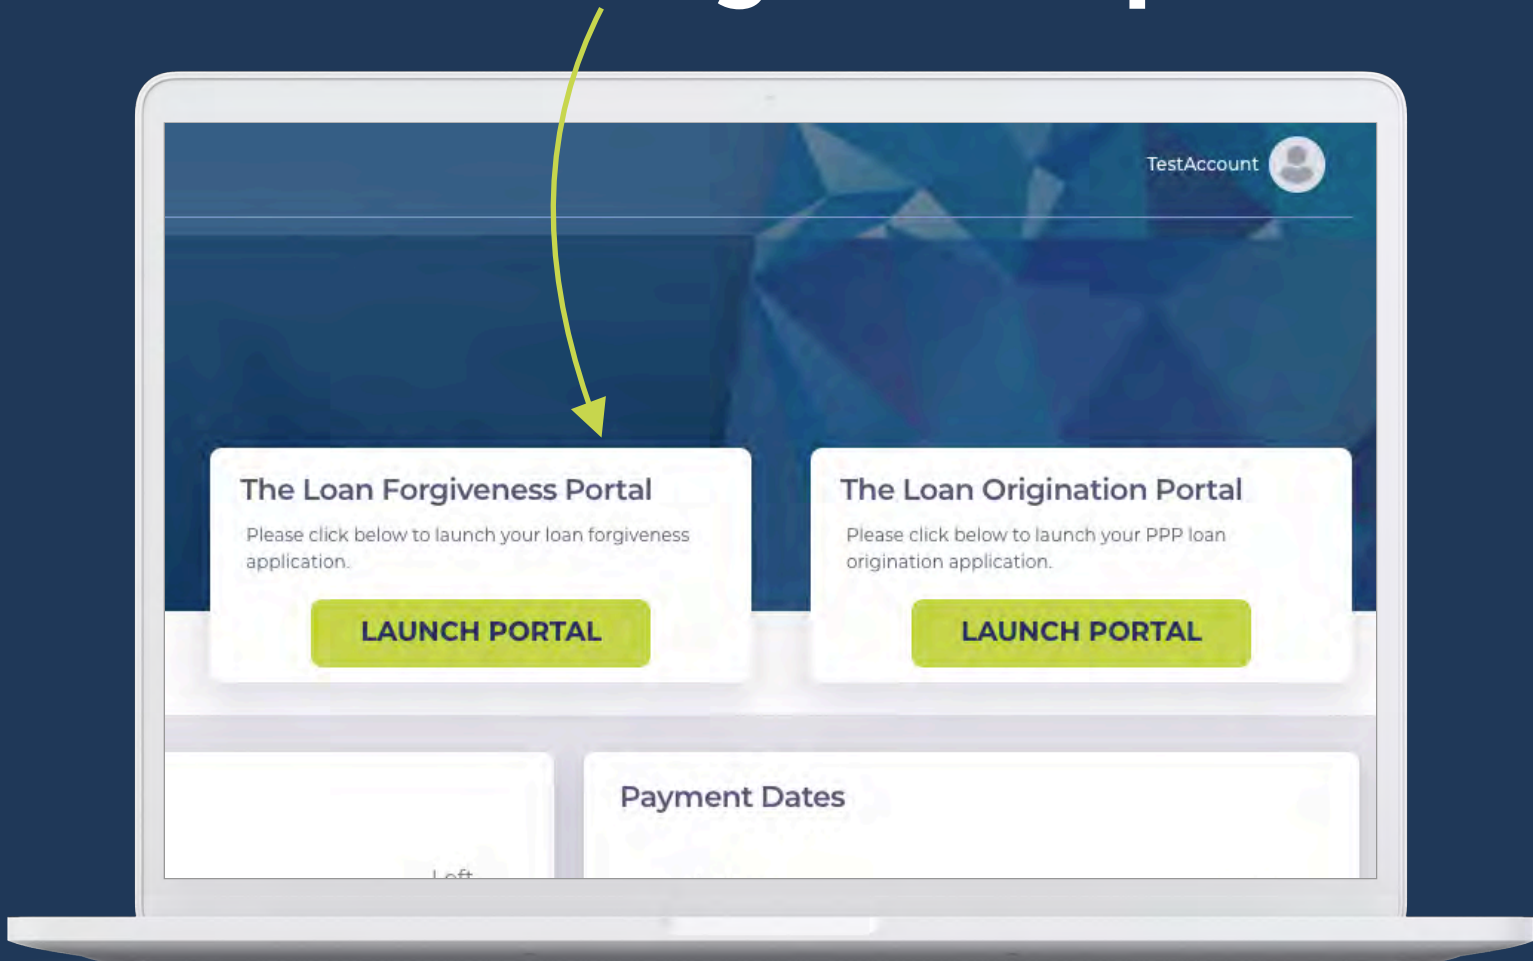 TestAccount
The Loan Forgiveness Portal
Please click below to launch your loan forgiveness
application.
LAUNCH PORTAL
The Loan Origination Portal
Please click below to launch your PPP loan
origination application.
LAUNCH PORTAL
Payment Dates
Left